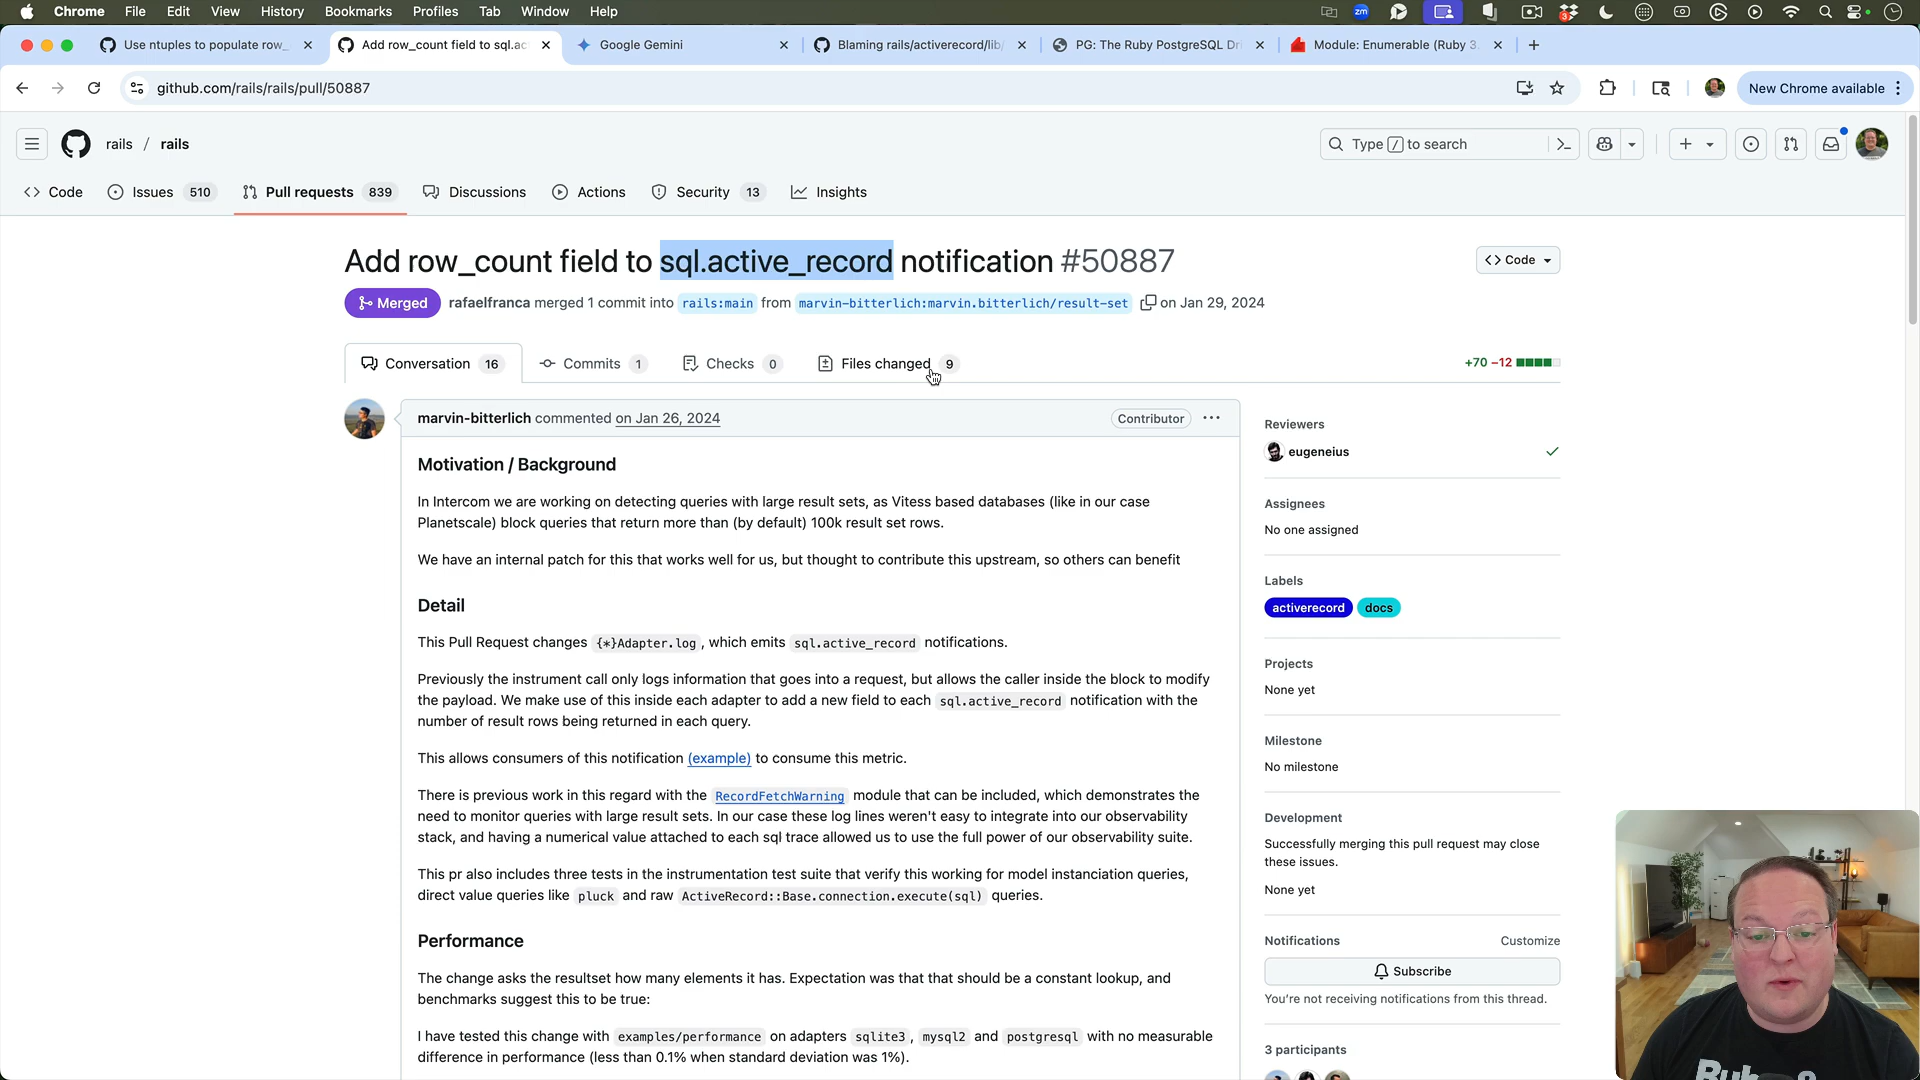 Chrome File Edit View History Bookmarks Profiles Tab Window Help
Use ntuples to populate row_
Add row_count field to sql.ac
Google Gemini
Blaming rails/activerecord/lib/
PG: The Ruby PostgreSQL Dri
Module: Enumerable (Ruby 3.
github.com/rails/rails/pull/50887
New Chrome available
rails / rails
Type / to search
Code
Issues 510
Pull requests 839
Discussions
Actions
Security 13
Insights
Add row_count field to sql.active_record notification #50887
Code
Merged rafaelfranca merged 1 commit into rails:main from marvin-bitterlich:marvin.bitterlich/result-set on Jan 29, 2024
Conversation 16
Commits 1
Checks 0
Files changed 9
+70 −12
marvin-bitterlich commented on Jan 26, 2024
Contributor
Motivation / Background
In Intercom we are working on detecting queries with large result sets, as Vitess based databases (like in our case
Planetscale) block queries that return more than (by default) 100k result set rows.
We have an internal patch for this that works well for us, but thought to contribute this upstream, so others can benefit
Detail
This Pull Request changes {*}Adapter.log , which emits sql.active_record notifications.
Previously the instrument call only logs information that goes into a request, but allows the caller inside the block to modify
the payload. We make use of this inside each adapter to add a new field to each sql.active_record notification with the
number of result rows being returned in each query.
This allows consumers of this notification (example) to consume this metric.
There is previous work in this regard with the RecordFetchWarning module that can be included, which demonstrates the
need to monitor queries with large result sets. In our case these log lines weren't easy to integrate into our observability
stack, and having a numerical value attached to each sql trace allowed us to use the full power of our observability suite.
This pr also includes three tests in the instrumentation test suite that verify this working for model instanciation queries,
direct value queries like pluck and raw ActiveRecord::Base.connection.execute(sql) queries.
Performance
The change asks the resultset how many elements it has. Expectation was that that should be a constant lookup, and
benchmarks suggest this to be true:
I have tested this change with examples/performance on adapters sqlite3 , mysql2 and postgresql with no measurable
difference in performance (less than 0.1% when standard deviation was 1%).
Reviewers
eugeneius
Assignees
No one assigned
Labels
activerecord docs
Projects
None yet
Milestone
No milestone
Development
Successfully merging this pull request may close
these issues.
None yet
Notifications Customize
Subscribe
You're not receiving notifications from this thread.
3 participants